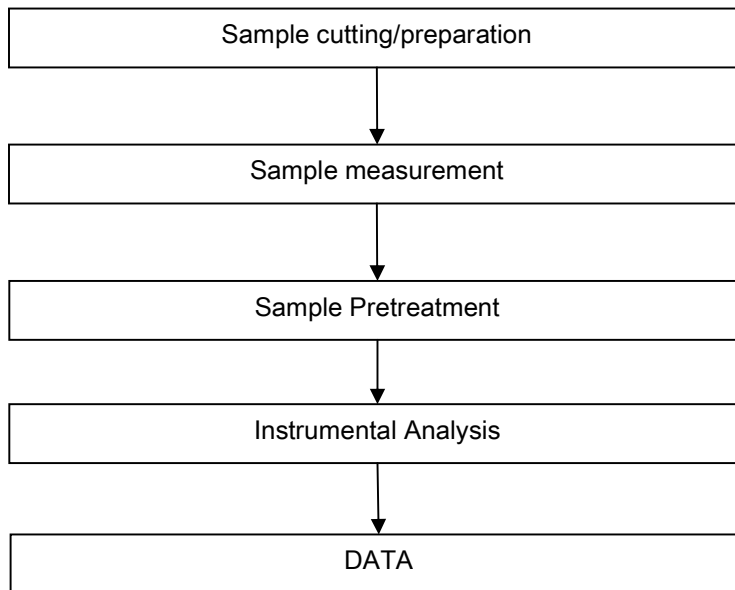 Sample cutting/preparation
Sample measurement
Sample Pretreatment
Instrumental Analysis
DATA